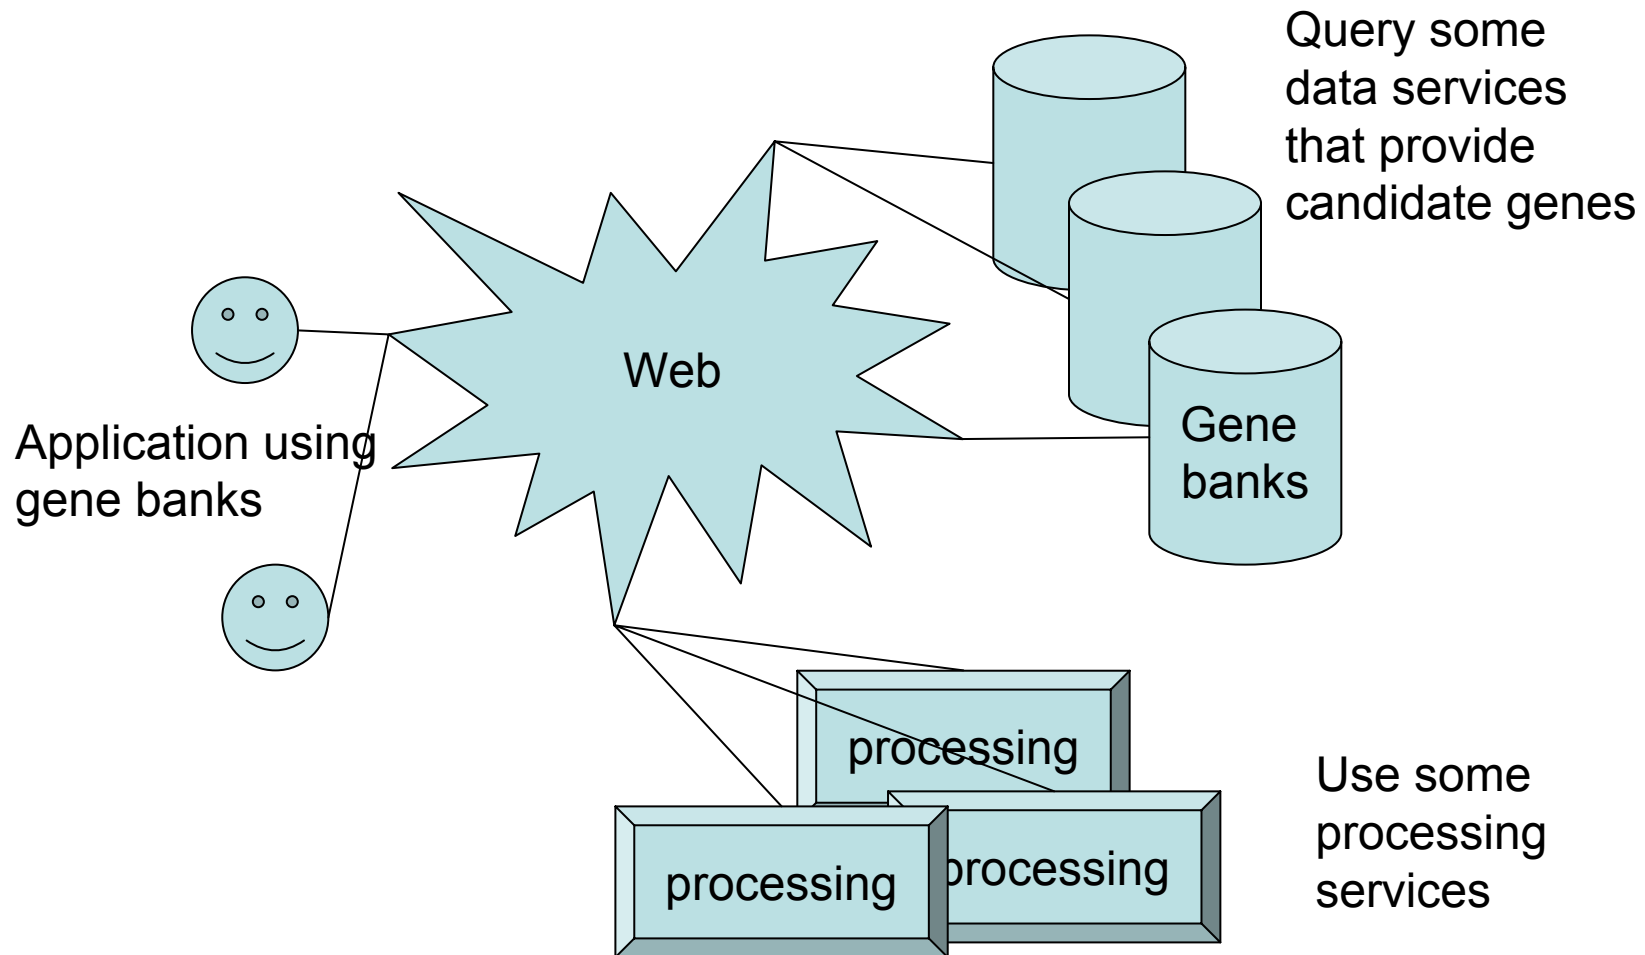 Query some
data services
that provide
candidate genes
Web
Application using
gene banks
Gene
banks
processing
processing
processing
Use some
processing
services